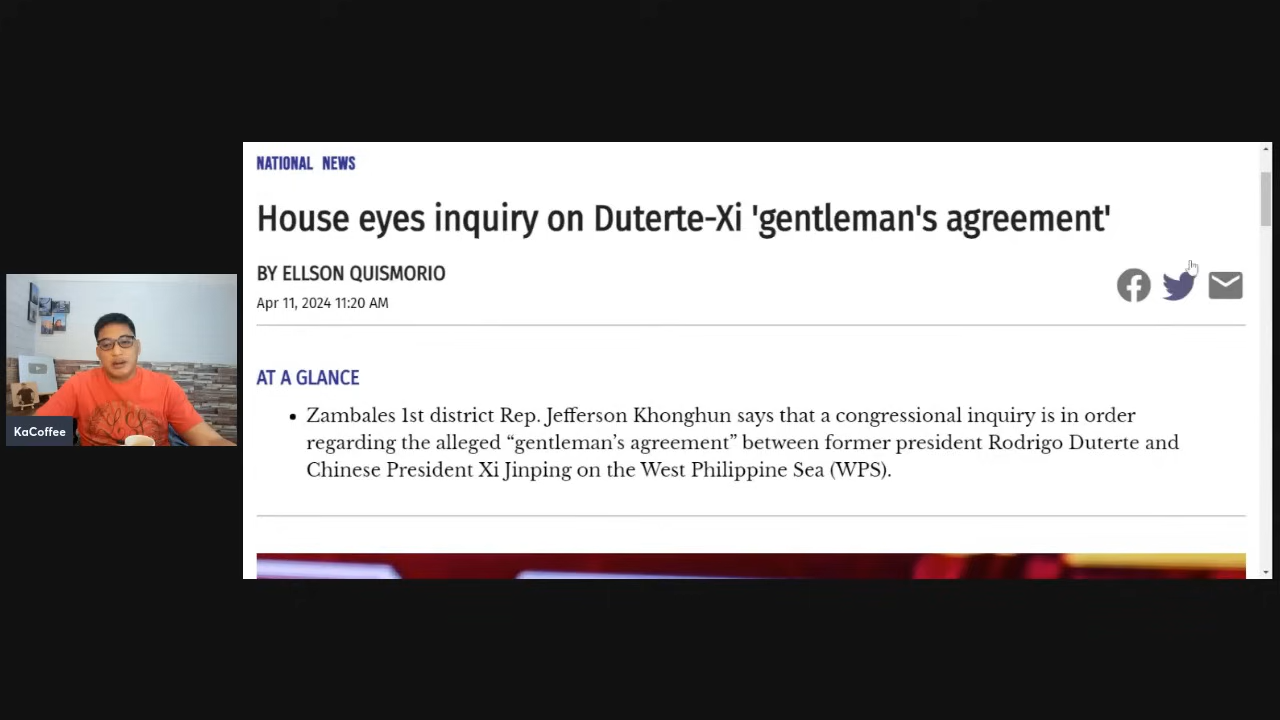 NATIONAL NEWS
House eyes inquiry on Duterte-Xi 'gentleman's agreement'
BY ELLSON QUISMORIO
Apr 11, 2024 11:20 AM
AT A GLANCE
• Zambales 1st district Rep. Jefferson Khonghun says that a congressional inquiry is in order
regarding the alleged “gentleman’s agreement” between former president Rodrigo Duterte and
Chinese President Xi Jinping on the West Philippine Sea (WPS).
KaCoffee